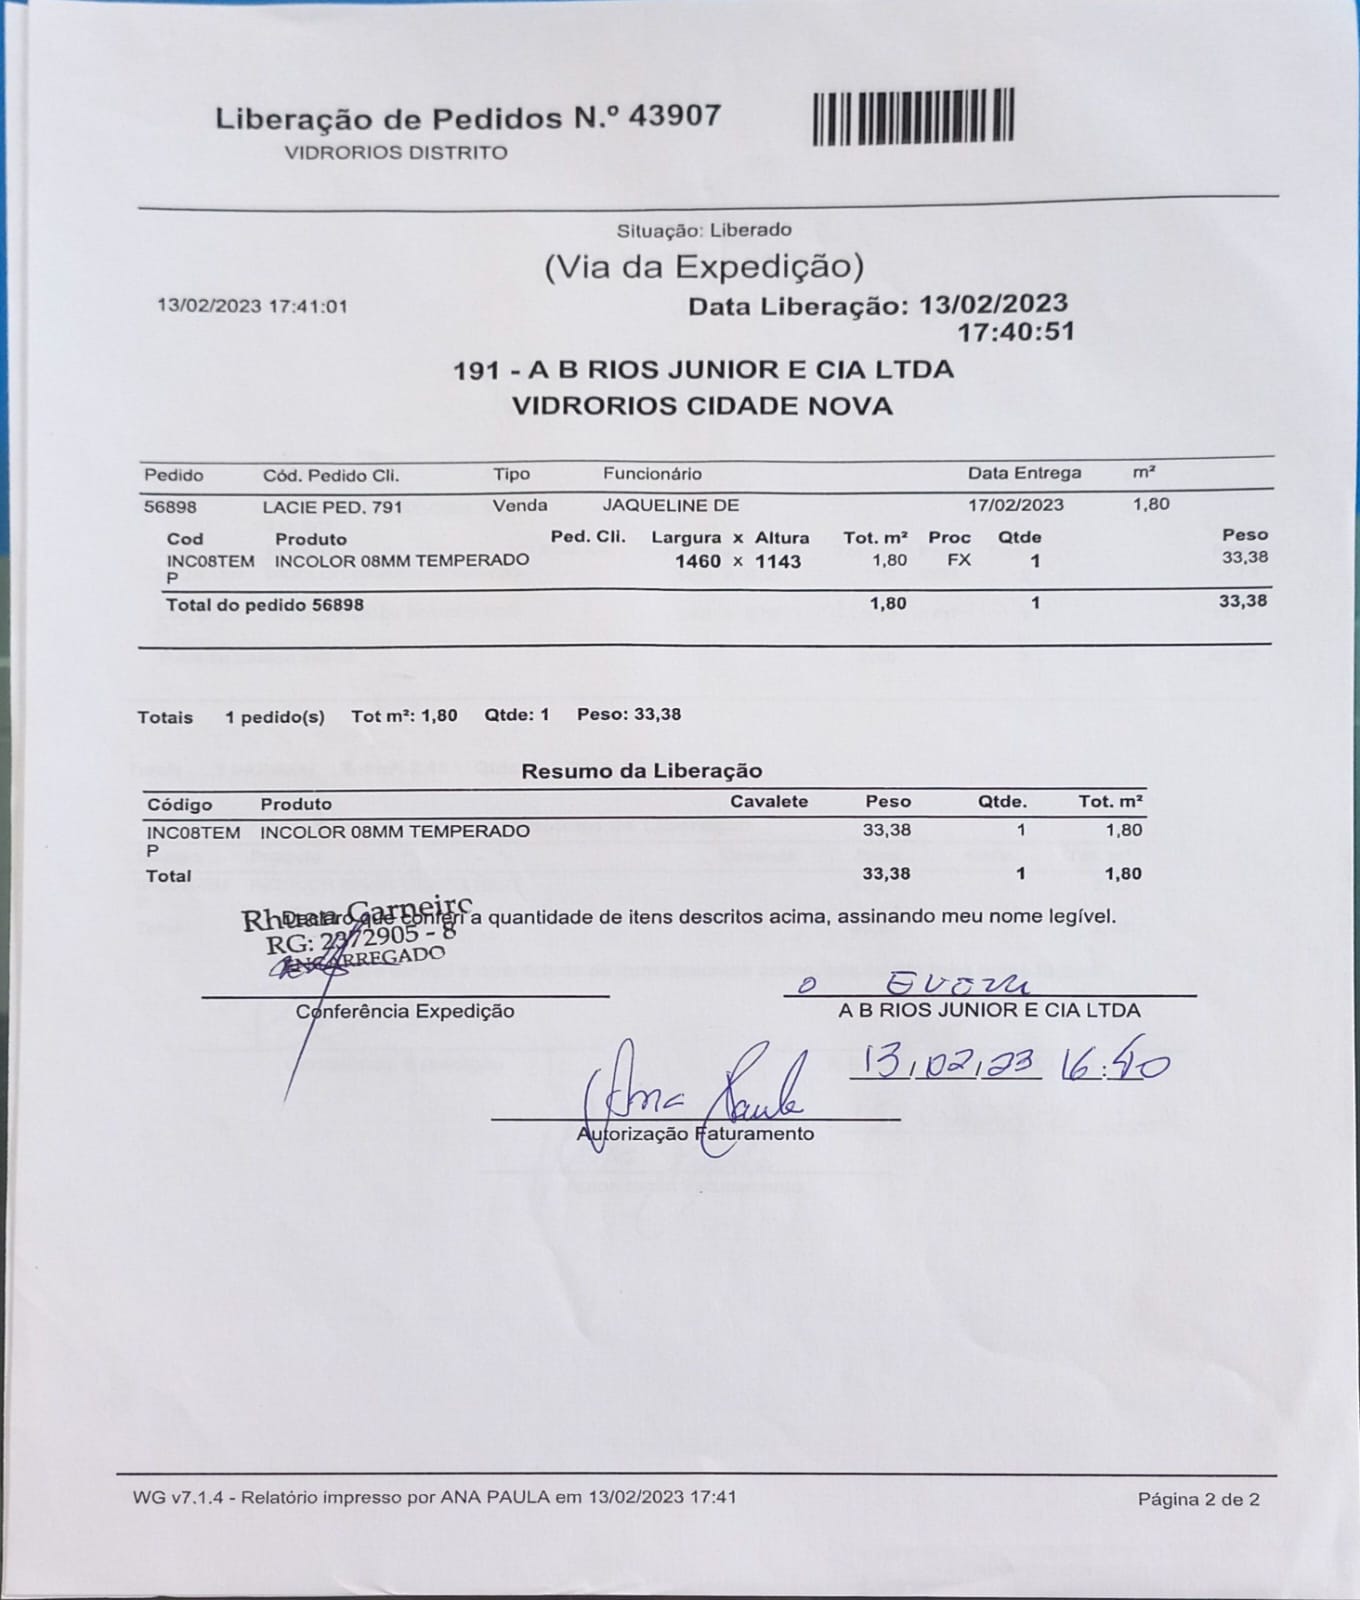 Liberação de Pedidos N.º 43907
VIDRORIOS DISTRITO
Situação: Liberado
(Via da Expedição)
13/02/2023 17:41:01
Data Liberação: 13/02/2023
17:40:51
191 - A B RIOS JUNIOR E CIA LTDA
VIDRORIOS CIDADE NOVA
Pedido Cód. Pedido Cli. Tipo Funcionário Data Entrega m²
56898 LACIE PED. 791 Venda JAQUELINE DE 17/02/2023 1,80
Cod Produto Ped. Cli. Largura x Altura Tot. m² Proc Qtde Peso
INC08TEM INCOLOR 08MM TEMPERADO 1460 x 1143 1,80 FX 1 33,38
P
Total do pedido 56898 1,80 1 33,38
Totais 1 pedido(s) Tot m²: 1,80 Qtde: 1 Peso: 33,38
Resumo da Liberação
Código Produto Cavalete Peso Qtde. Tot. m²
INC08TEM INCOLOR 08MM TEMPERADO 33,38 1 1,80
P
Total 33,38 1 1,80
Declaro que conferi a quantidade de itens descritos acima, assinando meu nome legível.
Rhuan Carneiro
RG: 2372905 - 8
ENCARREGADO
Conferência Expedição
A B RIOS JUNIOR E CIA LTDA
13,02,23 16:40
Ana Paula
Autorização Faturamento
WG v7.1.4 - Relatório impresso por ANA PAULA em 13/02/2023 17:41
Página 2 de 2